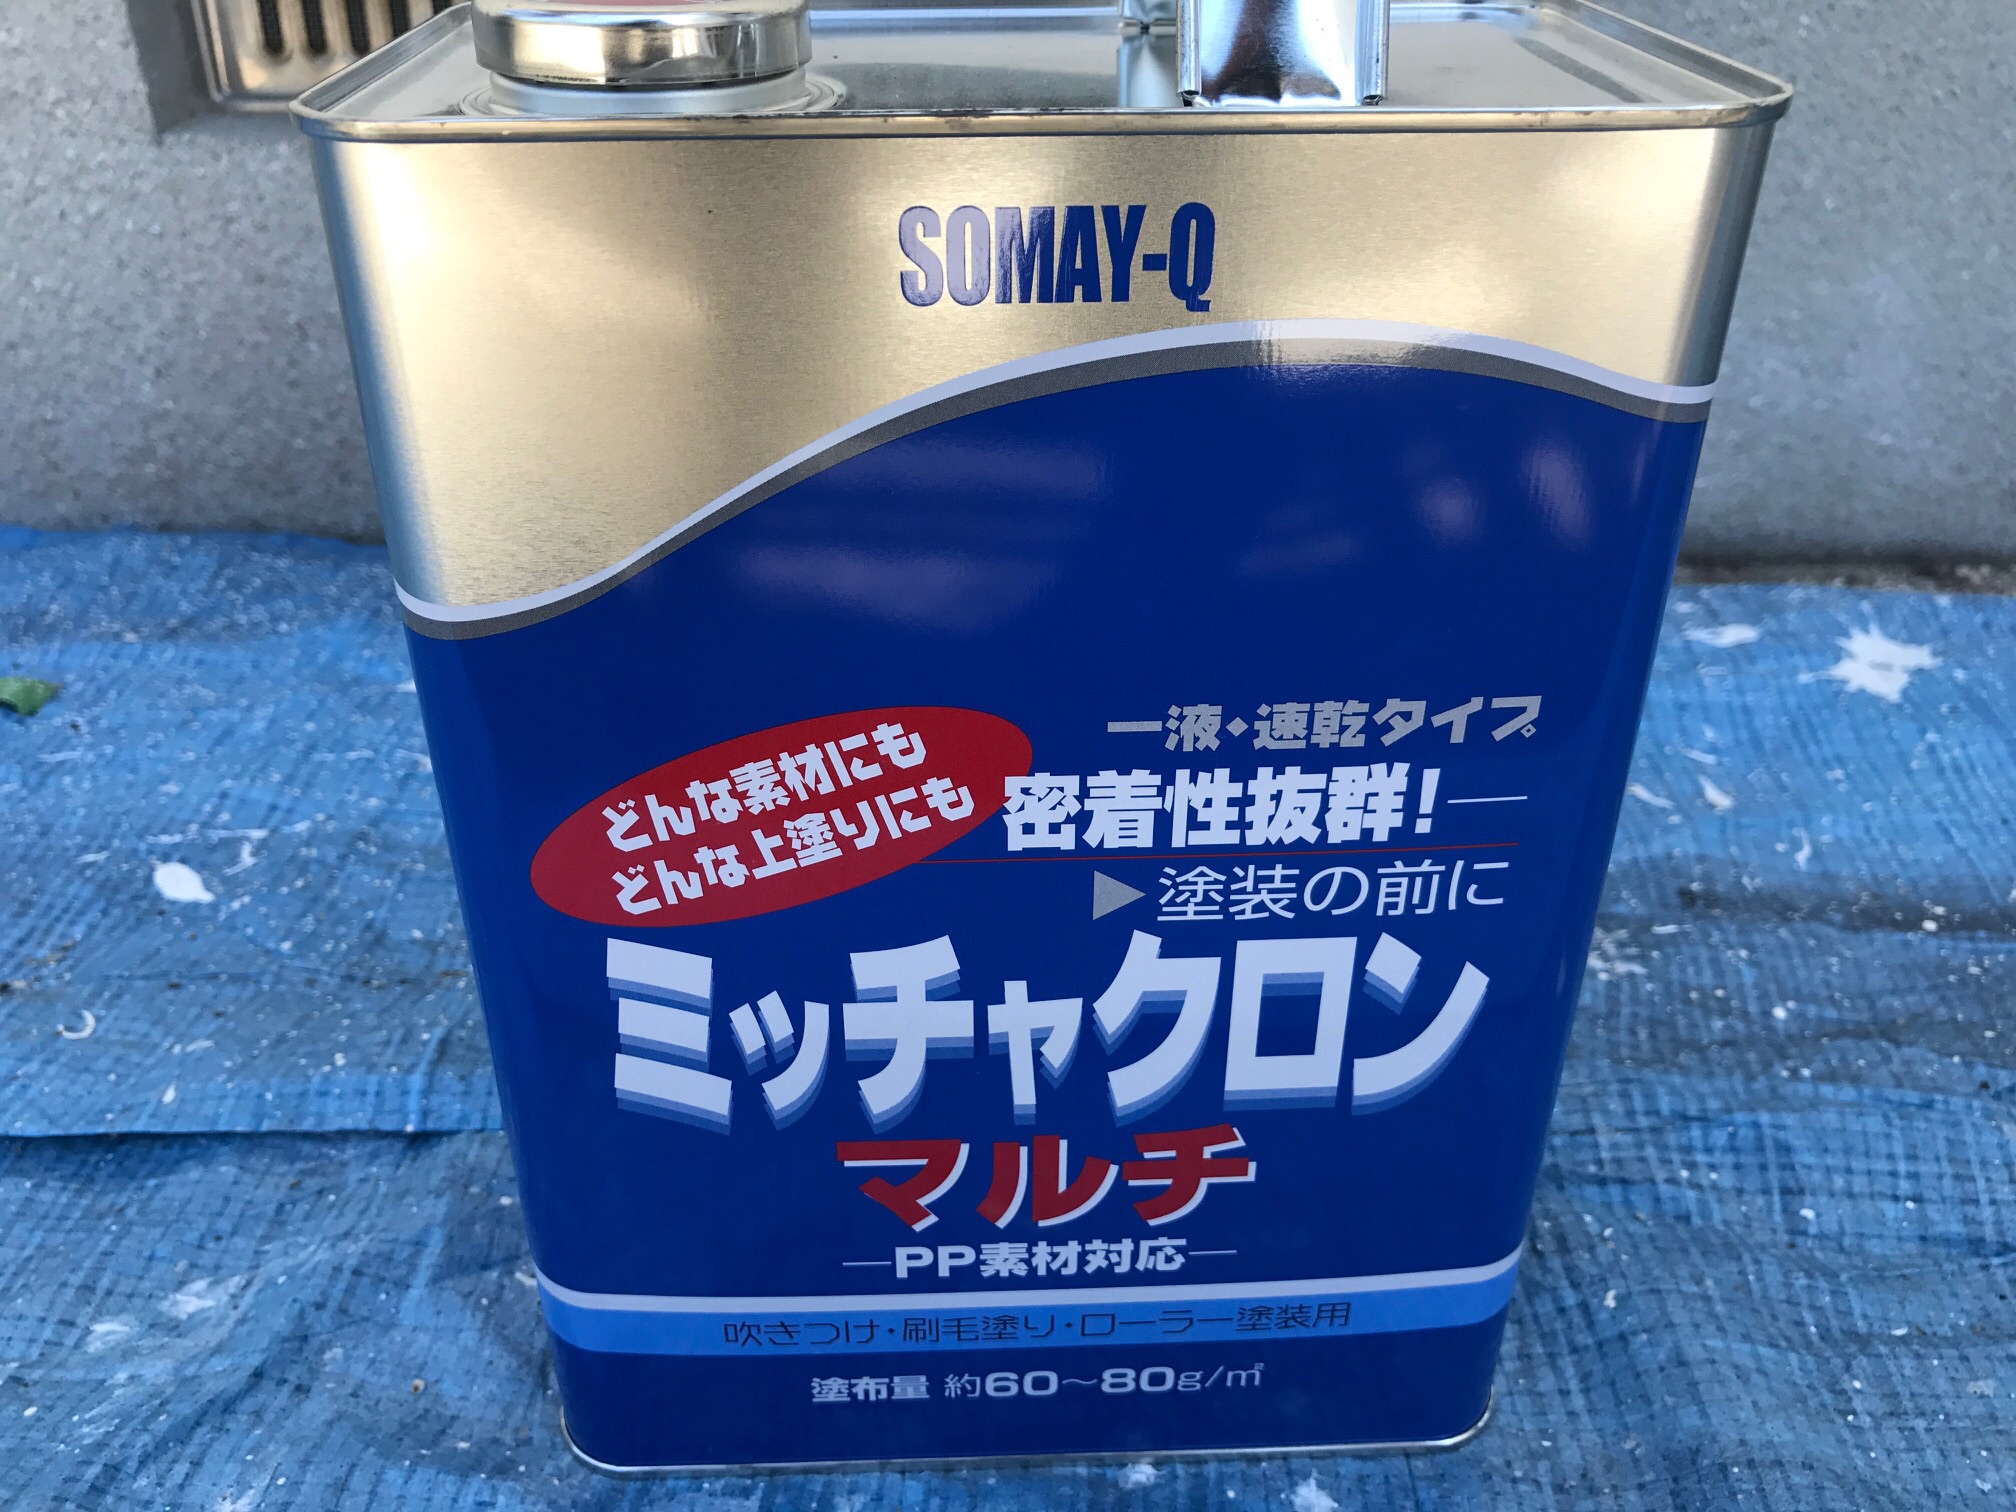 SOMAY-Q
一液・速乾タイプ
どんな素材にも
どんな上塗りにも
密着性抜群!
▶塗装の前に
ミッチャクロン
マルチ
—PP素材対応—
吹きつけ・刷毛塗り・ローラー塗装用
塗布量 約60〜80g/㎡